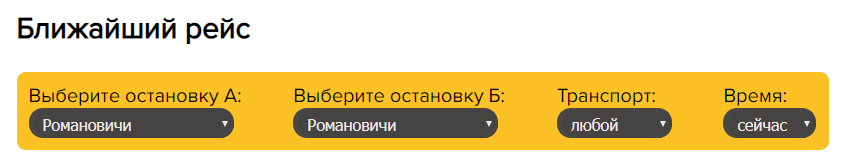 Ближайший рейс
Выберите остановку А: Выберите остановку Б: Транспорт: Время:
Романовичи Романовичи любой сейчас